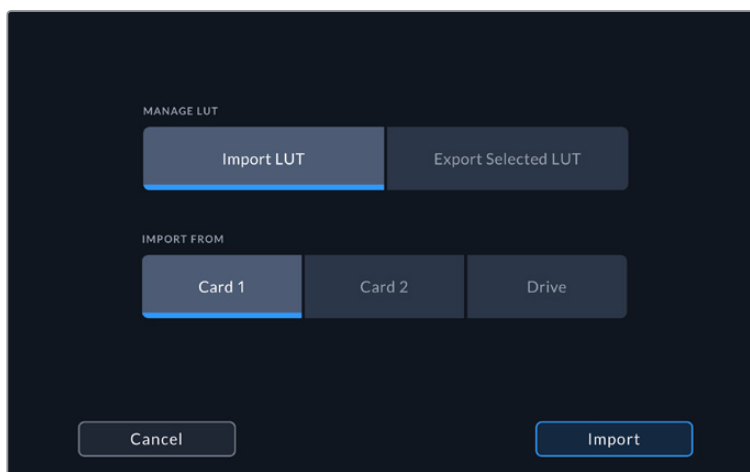 MANAGE LUT
Import LUT Export Selected LUT
IMPORT FROM
Card 1 Card 2 Drive
Cancel Import